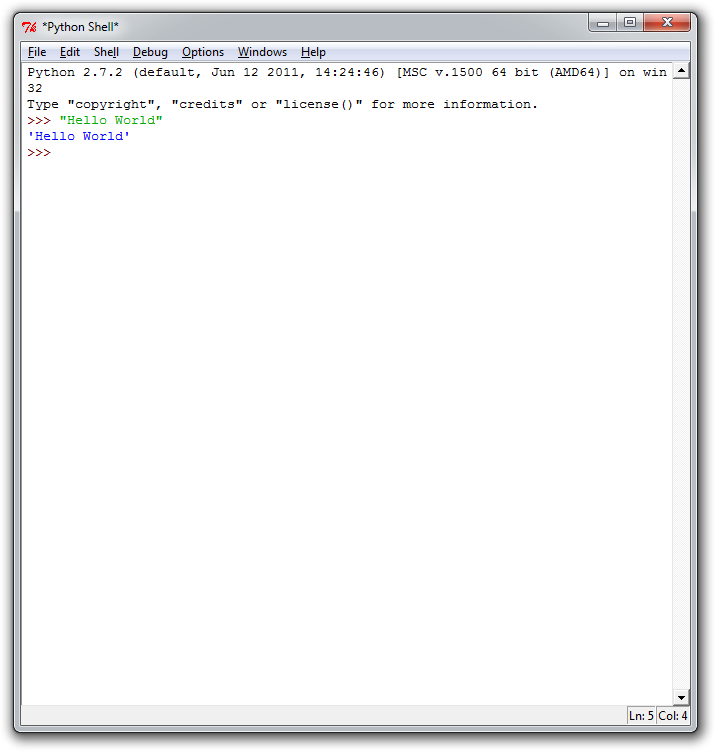 *Python Shell*
File Edit Shell Debug Options Windows Help
Python 2.7.2 (default, Jun 12 2011, 14:24:46) [MSC v.1500 64 bit (AMD64)] on win
32
Type "copyright", "credits" or "license()" for more information.
>>> "Hello World"
'Hello World'
>>>
Ln: 5 Col: 4